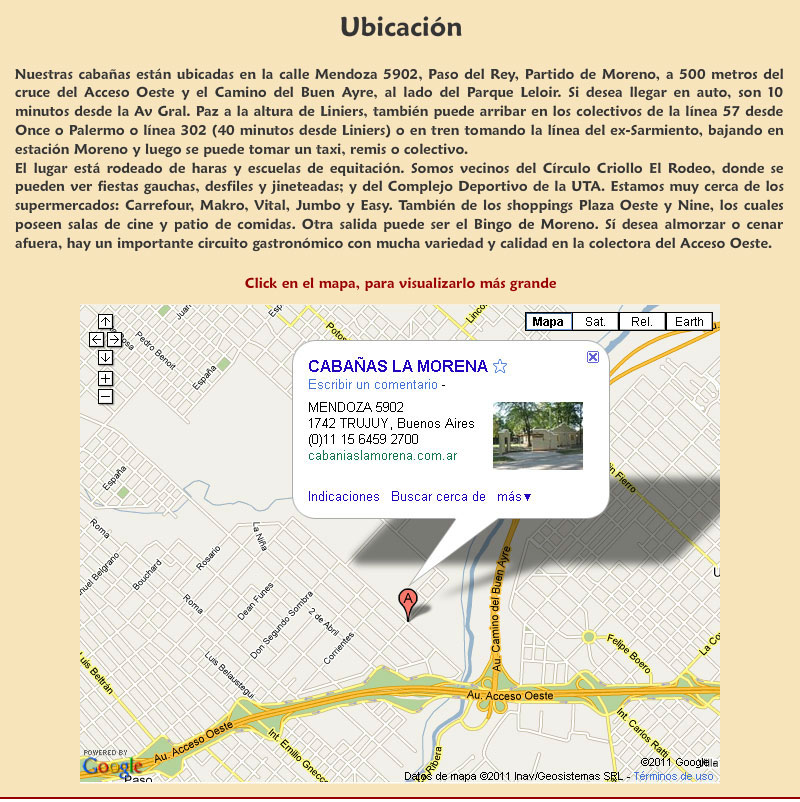 Ubicación
Nuestras cabañas están ubicadas en la calle Mendoza 5902, Paso del Rey, Partido de Moreno, a 500 metros del
cruce del Acceso Oeste y el Camino del Buen Ayre, al lado del Parque Leloir. Si desea llegar en auto, son 10
minutos desde la Av Gral. Paz a la altura de Liniers, también puede arribar en los colectivos de la línea 57 desde
Once o Palermo o línea 302 (40 minutos desde Liniers) o en tren tomando la línea del ex-Sarmiento, bajando en
estación Moreno y luego se puede tomar un taxi, remis o colectivo.
El lugar está rodeado de haras y escuelas de equitación. Somos vecinos del Círculo Criollo El Rodeo, donde se
pueden ver fiestas gauchas, desfiles y jineteadas; y del Complejo Deportivo de la UTA. Estamos muy cerca de los
supermercados: Carrefour, Makro, Vital, Jumbo y Easy. También de los shoppings Plaza Oeste y Nine, los cuales
poseen salas de cine y patio de comidas. Otra salida puede ser el Bingo de Moreno. Sí desea almorzar o cenar
afuera, hay un importante circuito gastronómico con mucha variedad y calidad en la colectora del Acceso Oeste.
Click en el mapa, para visualizarlo más grande
Mapa Sat. Rel. Earth
Pedro Benoit
España
CABAÑAS LA MORENA
Escribir un comentario -
MENDOZA 5902
1742 TRUJUY, Buenos Aires
(0)11 15 6459 2700
cabaniaslamorena.com.ar
Indicaciones Buscar cerca de más▼
España
Fierro
Roma
La Niña
Rosario
nuel Belgrano
Bouchard
Roma
Dean Funes
Don Segundo Sombra
2 de Abril
Corrientes
A
Au. Camino del Buen Ayre
Felipe Boero
La Co
Luis Beltrán
Luis Belaustegui
Au. Acceso Oeste
Au. Acceso Oeste
Int. Emilio Gnecco
Ribera
Int. Carlos Ratti
POWERED BY
Google
Paso
©2011 Google
Datos de mapa ©2011 Inav/Geosistemas SRL - Términos de uso